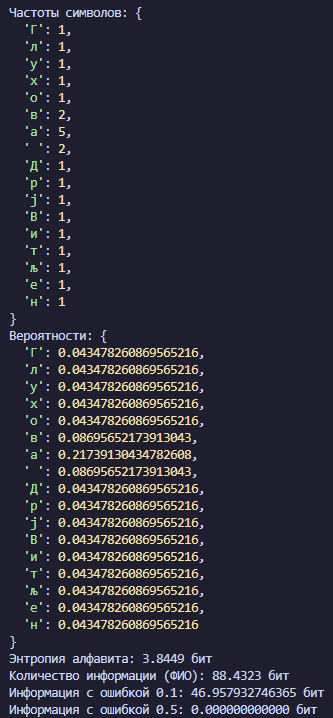 Частоты символов: {
'Г': 1,
'л': 1,
'у': 1,
'х': 1,
'о': 1,
'в': 2,
'а': 5,
' ': 2,
'Д': 1,
'р': 1,
'ј': 1,
'В': 1,
'и': 1,
'т': 1,
'љ': 1,
'е': 1,
'н': 1
}
Вероятности: {
'Г': 0.043478260869565216,
'л': 0.043478260869565216,
'у': 0.043478260869565216,
'х': 0.043478260869565216,
'о': 0.043478260869565216,
'в': 0.08695652173913043,
'а': 0.21739130434782608,
' ': 0.08695652173913043,
'Д': 0.043478260869565216,
'р': 0.043478260869565216,
'ј': 0.043478260869565216,
'В': 0.043478260869565216,
'и': 0.043478260869565216,
'т': 0.043478260869565216,
'љ': 0.043478260869565216,
'е': 0.043478260869565216,
'н': 0.043478260869565216
}
Энтропия алфавита: 3.8449 бит
Количество информации (ФИО): 88.4323 бит
Информация с ошибкой 0.1: 46.957932746365 бит
Информация с ошибкой 0.5: 0.000000000000 бит